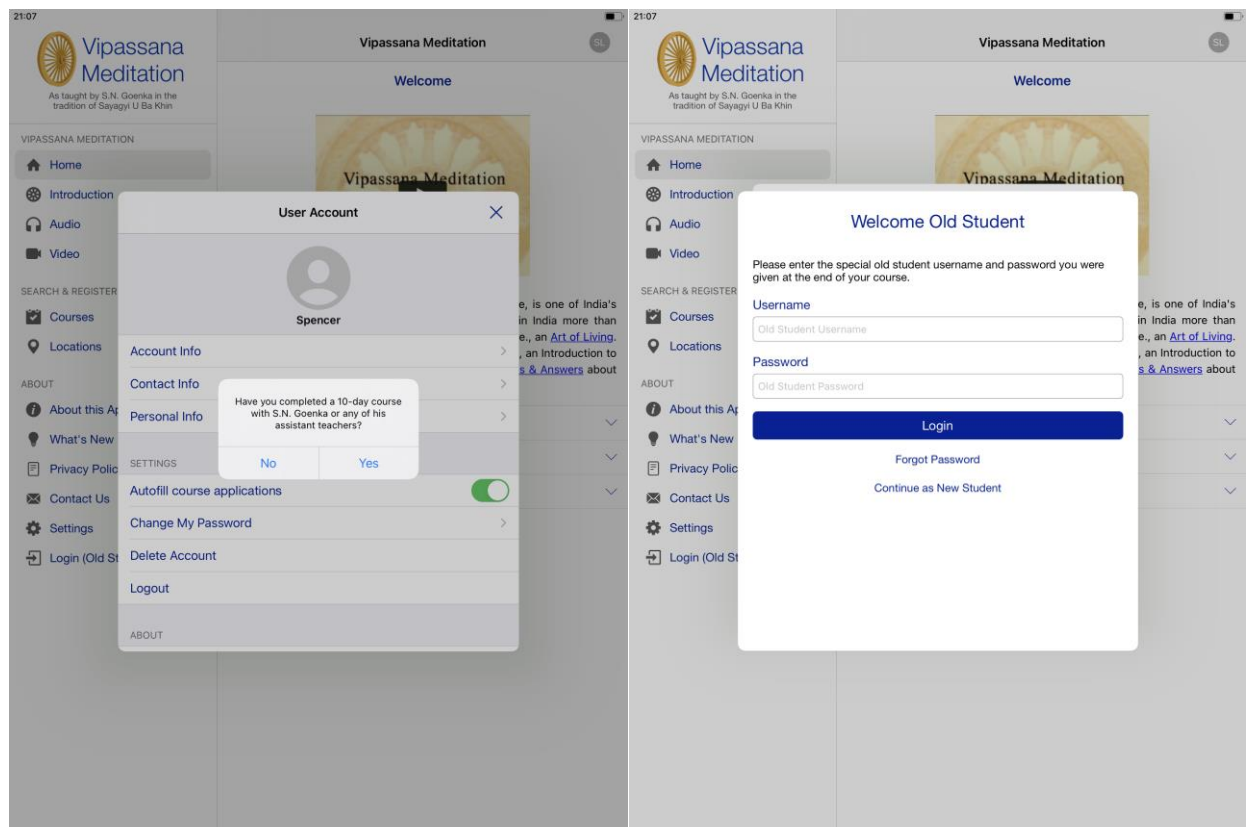 21:07
Vipassana
Meditation
As taught by S.N. Goenka in the
tradition of Sayagyi U Ba Khin
VIPASSANA MEDITATION
Home
Introduction
Audio
Video
SEARCH & REGISTER
Courses
Locations
ABOUT
About this Ap
What's New
Privacy Polic
Contact Us
Settings
Login (Old St
Vipassana Meditation
SL
Welcome
Vipassana Meditation
e, is one of India's
in India more than
e., an Art of Living.
, an Introduction to
s & Answers about
User Account
Spencer
Account Info
Contact Info
Personal Info
Have you completed a 10-day course
with S.N. Goenka or any of his
assistant teachers?
No
Yes
SETTINGS
Autofill course applications
Change My Password
Delete Account
Logout
ABOUT
21:07
Vipassana
Meditation
As taught by S.N. Goenka in the
tradition of Sayagyi U Ba Khin
VIPASSANA MEDITATION
Home
Introduction
Audio
Video
SEARCH & REGISTER
Courses
Locations
ABOUT
About this Ap
What's New
Privacy Polic
Contact Us
Settings
Login (Old St
Vipassana Meditation
SL
Welcome
Vipassana Meditation
e, is one of India's
in India more than
e., an Art of Living.
, an Introduction to
s & Answers about
Welcome Old Student
Please enter the special old student username and password you were
given at the end of your course.
Username
Old Student Username
Password
Old Student Password
Login
Forgot Password
Continue as New Student